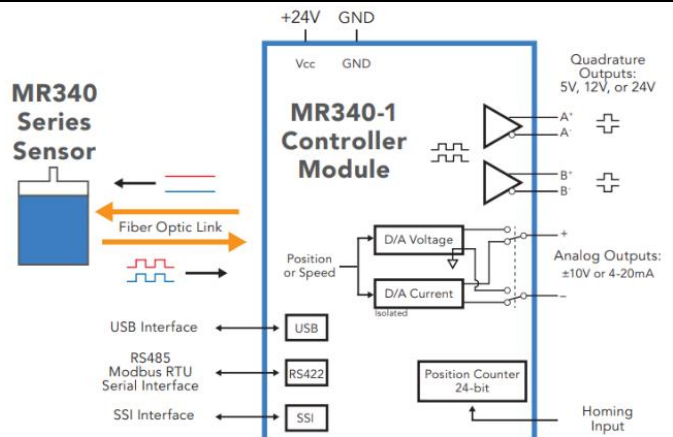 +24V GND
Vcc GND
MR340
Series
Sensor
MR340-1
Controller
Module
Quadrature
Outputs:
5V, 12V, or 24V
A+
A-
B+
B-
Fiber Optic Link
Position
or Speed
D/A Voltage
D/A Current
Isolated
+
Analog Outputs:
±10V or 4-20mA
−
USB Interface
USB
RS485
Modbus RTU
Serial Interface
RS422
SSI Interface
SSI
Position Counter
24-bit
Homing
Input